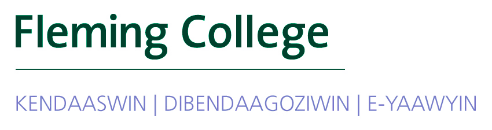 Fleming College
KENDAASWIN | DIBENDAAGOZIWIN | E-YAAWYIN